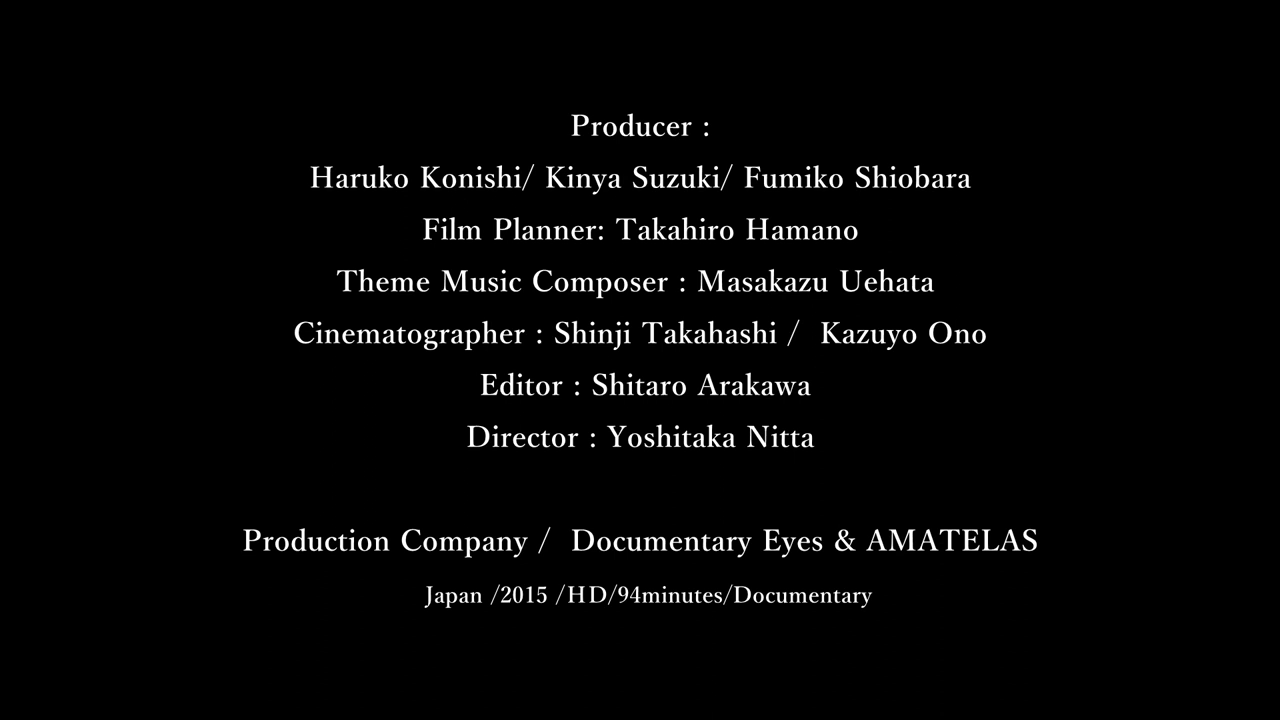 Producer :
Haruko Konishi/ Kinya Suzuki/ Fumiko Shiobara
Film Planner: Takahiro Hamano
Theme Music Composer : Masakazu Uehata
Cinematographer : Shinji Takahashi /  Kazuyo Ono
Editor : Shitaro Arakawa
Director : Yoshitaka Nitta
Production Company /  Documentary Eyes & AMATELAS
Japan /2015 /HD/94minutes/Documentary